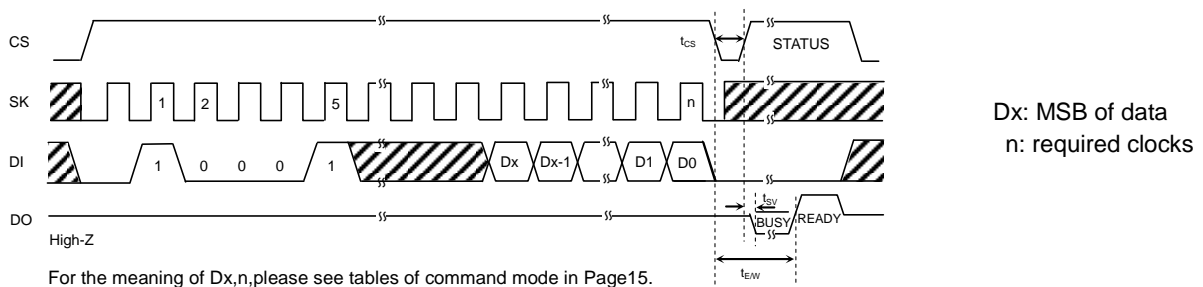 CS
tCS
STATUS
SK
1
2
5
n
Dx: MSB of data
n: required clocks
DI
1
0
0
0
1
Dx
Dx-1
D1
D0
DO
tSV
BUSY
READY
High-Z
tE/W
For the meaning of Dx,n,please see tables of command mode in Page15.